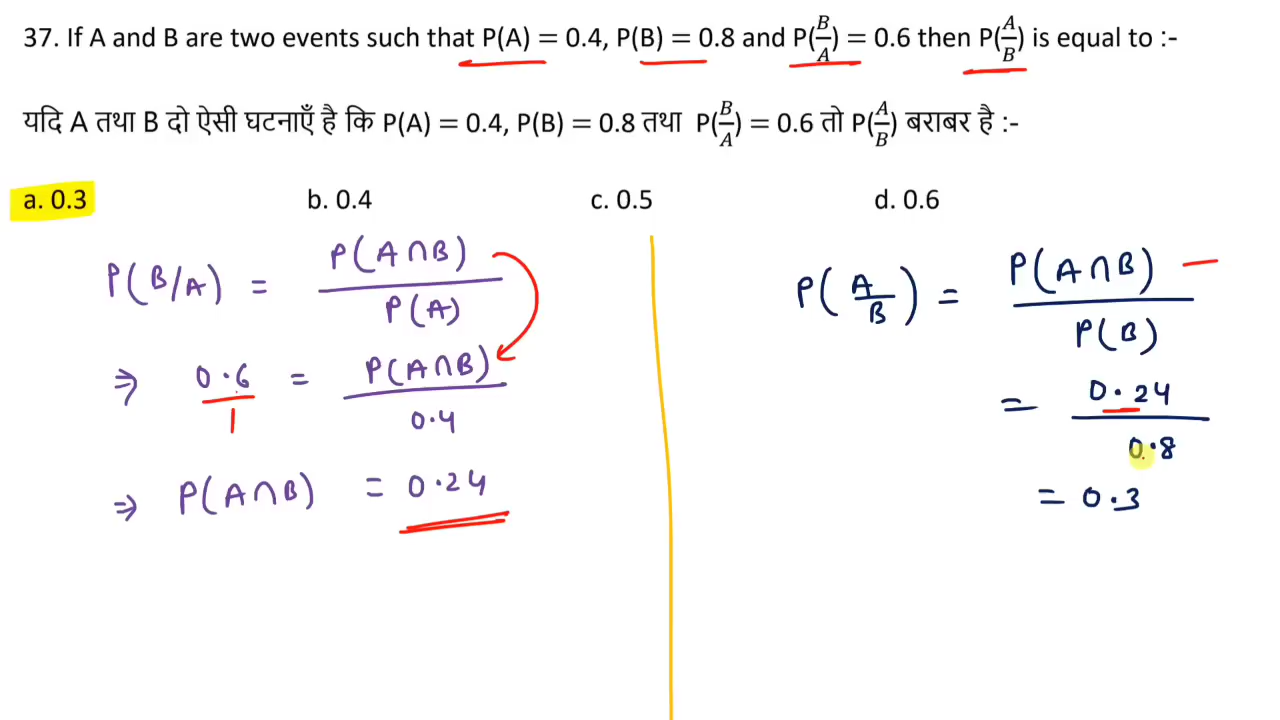 37. If A and B are two events such that P(A) = 0.4, P(B) = 0.8 and P(B/A) = 0.6 then P(A/B) is equal to :-
यदि A तथा B दो ऐसी घटनाएँ है कि P(A) = 0.4, P(B) = 0.8 तथा P(B/A) = 0.6 तो P(A/B) बराबर है :-
a. 0.3 b. 0.4 c. 0.5 d. 0.6
P(B/A) = P(A∩B) / P(A)
⇒ 0.6/1 = P(A∩B) / 0.4
⇒ P(A∩B) = 0.24
P(A/B) = P(A∩B) / P(B)
= 0.24 / 0.8
= 0.3